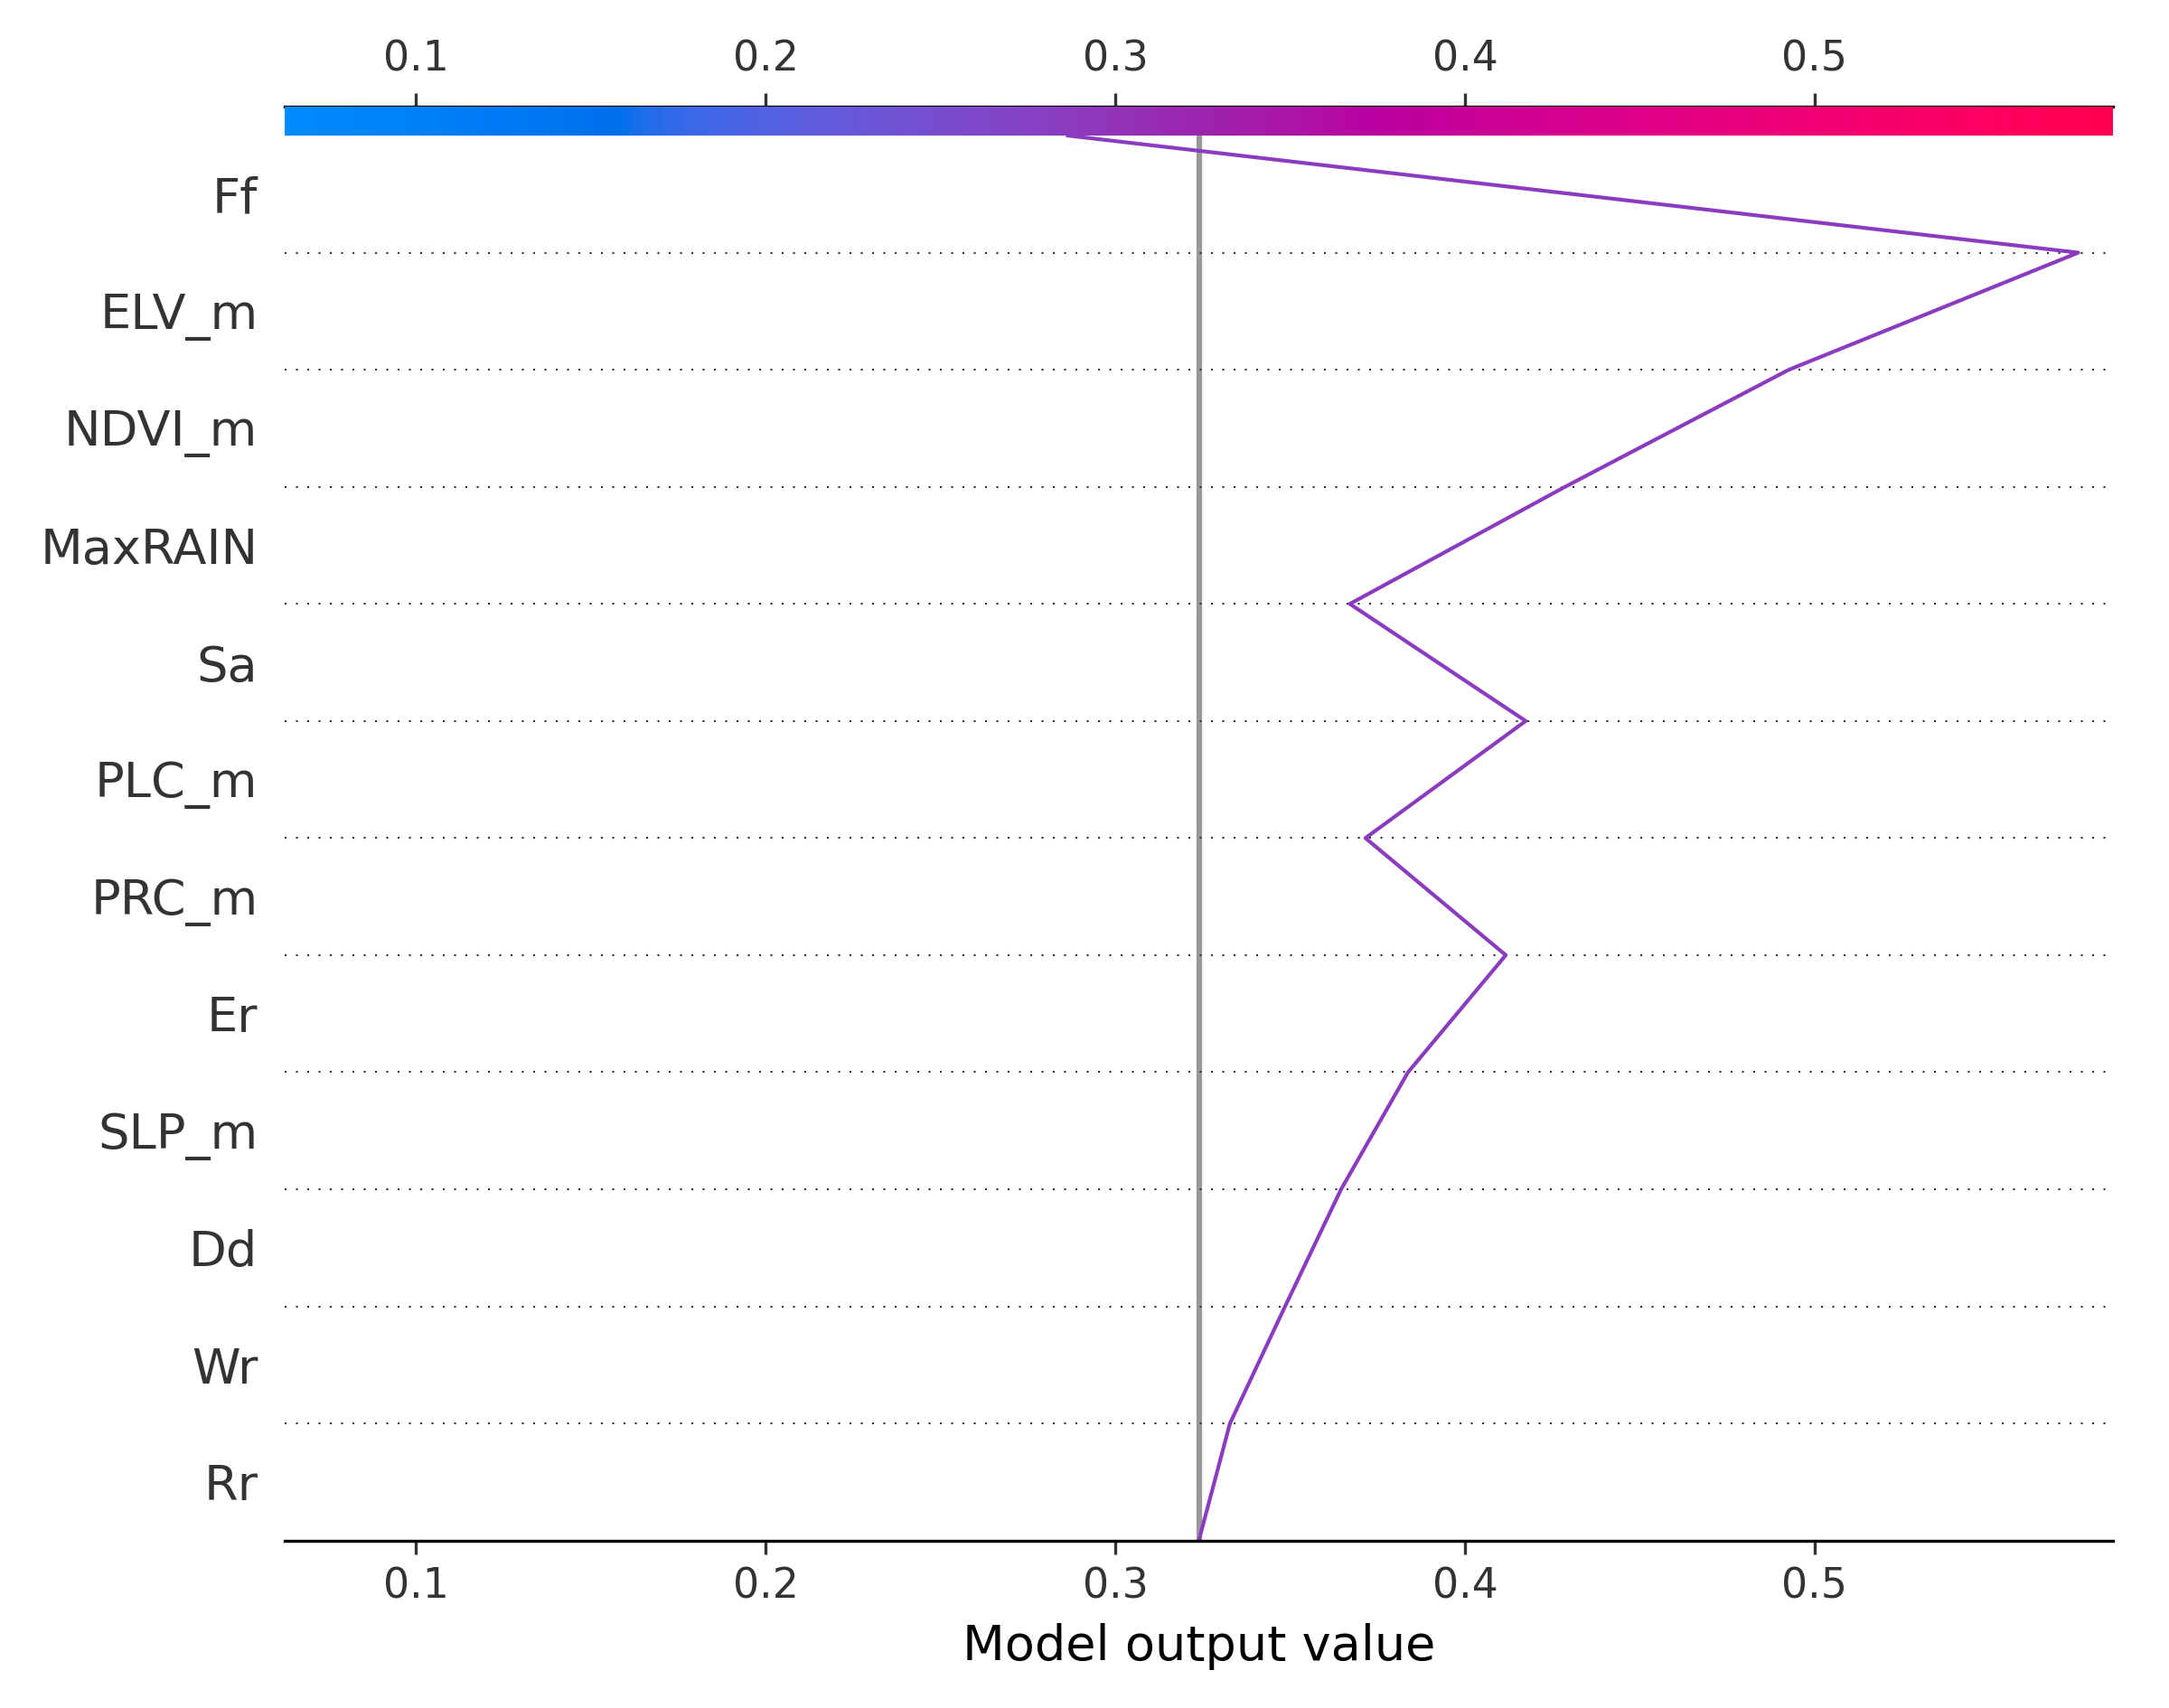 0.1 0.2 0.3 0.4 0.5
Ff
ELV_m
NDVI_m
MaxRAIN
Sa
PLC_m
PRC_m
Er
SLP_m
Dd
Wr
Rr
0.1 0.2 0.3 0.4 0.5
Model output value